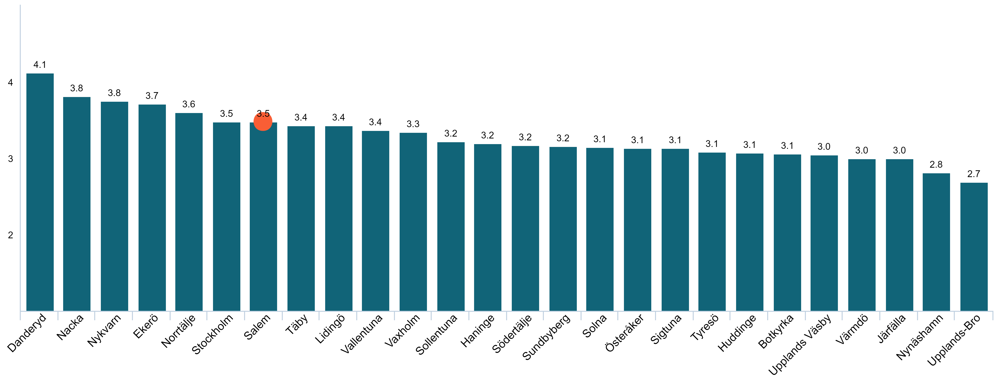 4.1
3.8
3.8
3.7
3.6
3.5
3.5
3.4
3.4
3.4
3.3
3.2
3.2
3.2
3.2
3.1
3.1
3.1
3.1
3.1
3.1
3.0
3.0
3.0
2.8
2.7
4
3
2
Danderyd
Nacka
Nykvarn
Ekerö
Norrtälje
Stockholm
Salem
Täby
Lidingö
Vallentuna
Vaxholm
Sollentuna
Haninge
Södertälje
Sundbyberg
Solna
Österåker
Sigtuna
Tyresö
Huddinge
Botkyrka
Upplands Väsby
Värmdö
Järfälla
Nynäshamn
Upplands-Bro